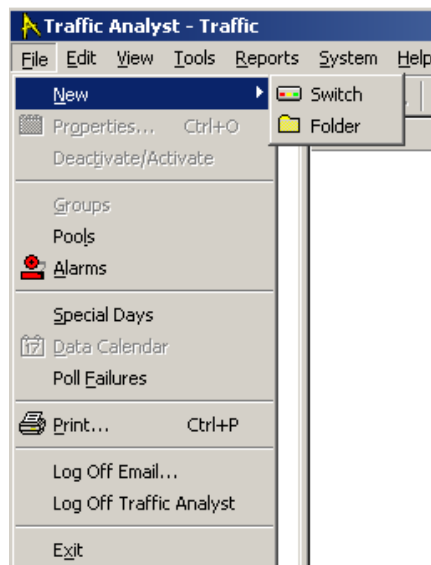 Traffic Analyst - Traffic
File Edit View Tools Reports System Help
New
Switch
Folder
Properties... Ctrl+O
Deactivate/Activate
Groups
Pools
Alarms
Special Days
17 Data Calendar
Poll Failures
Print... Ctrl+P
Log Off Email...
Log Off Traffic Analyst
Exit